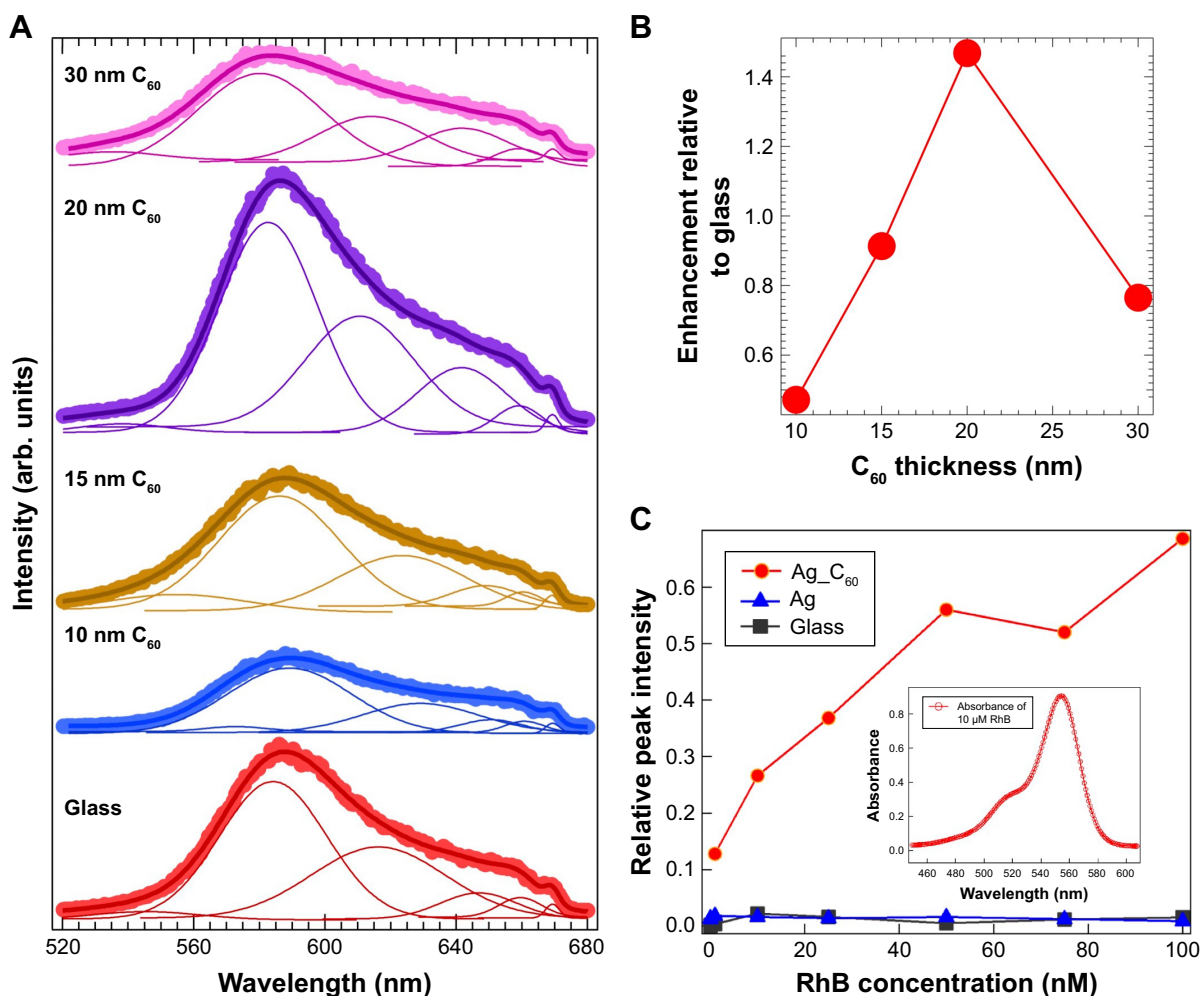 A
30 nm C60
20 nm C60
15 nm C60
10 nm C60
Glass
Intensity (arb. units)
520 560 600 640 680
Wavelength (nm)
B
Enhancement relative
to glass
1.4
1.2
1.0
0.8
0.6
10 15 20 25 30
C60 thickness (nm)
C
Relative peak intensity
0.6
0.5
0.4
0.3
0.2
0.1
0.0
Ag_C60
Ag
Glass
Absorbance of
10 µM RhB
Absorbance
0.8
0.6
0.4
0.2
0.0
460 480 500 520 540 560 580 600
Wavelength (nm)
0 20 40 60 80 100
RhB concentration (nM)